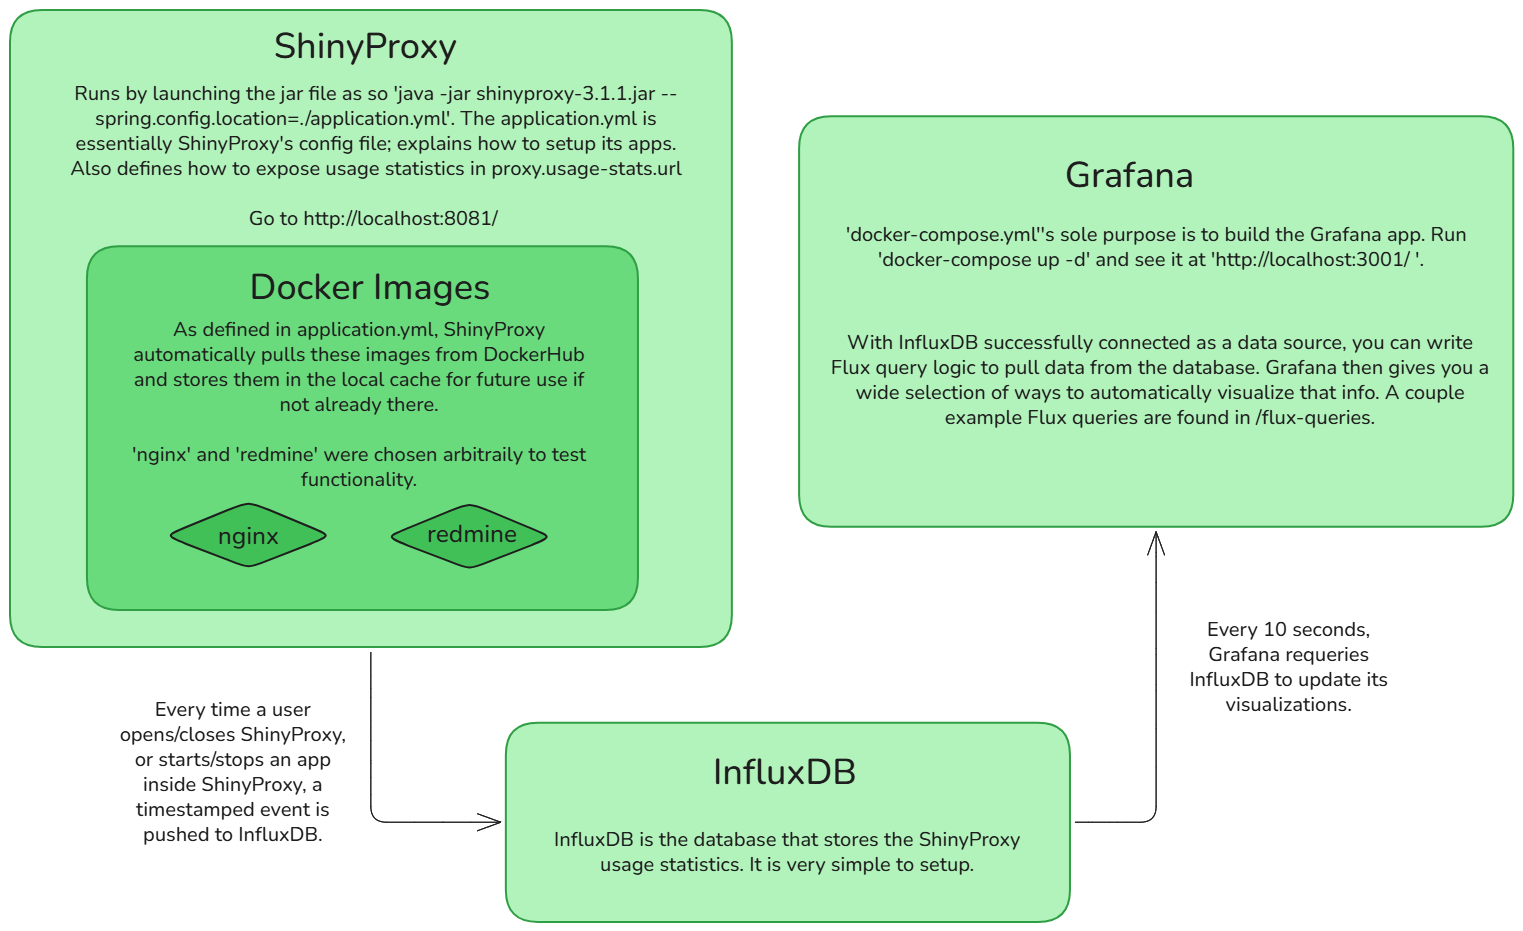 ShinyProxy
Runs by launching the jar file as so 'java -jar shinyproxy-3.1.1.jar --
spring.config.location=./application.yml'. The application.yml is
essentially ShinyProxy's config file; explains how to setup its apps.
Also defines how to expose usage statistics in proxy.usage-stats.url
Go to http://localhost:8081/
Docker Images
As defined in application.yml, ShinyProxy
automatically pulls these images from DockerHub
and stores them in the local cache for future use if
not already there.
'nginx' and 'redmine' were chosen arbitraily to test
functionality.
nginx
redmine
Every time a user
opens/closes ShinyProxy,
or starts/stops an app
inside ShinyProxy, a
timestamped event is
pushed to InfluxDB.
InfluxDB
InfluxDB is the database that stores the ShinyProxy
usage statistics. It is very simple to setup.
Every 10 seconds,
Grafana requeries
InfluxDB to update its
visualizations.
Grafana
'docker-compose.yml''s sole purpose is to build the Grafana app. Run
'docker-compose up -d' and see it at 'http://localhost:3001/ '.
With InfluxDB successfully connected as a data source, you can write
Flux query logic to pull data from the database. Grafana then gives you a
wide selection of ways to automatically visualize that info. A couple
example Flux queries are found in /flux-queries.